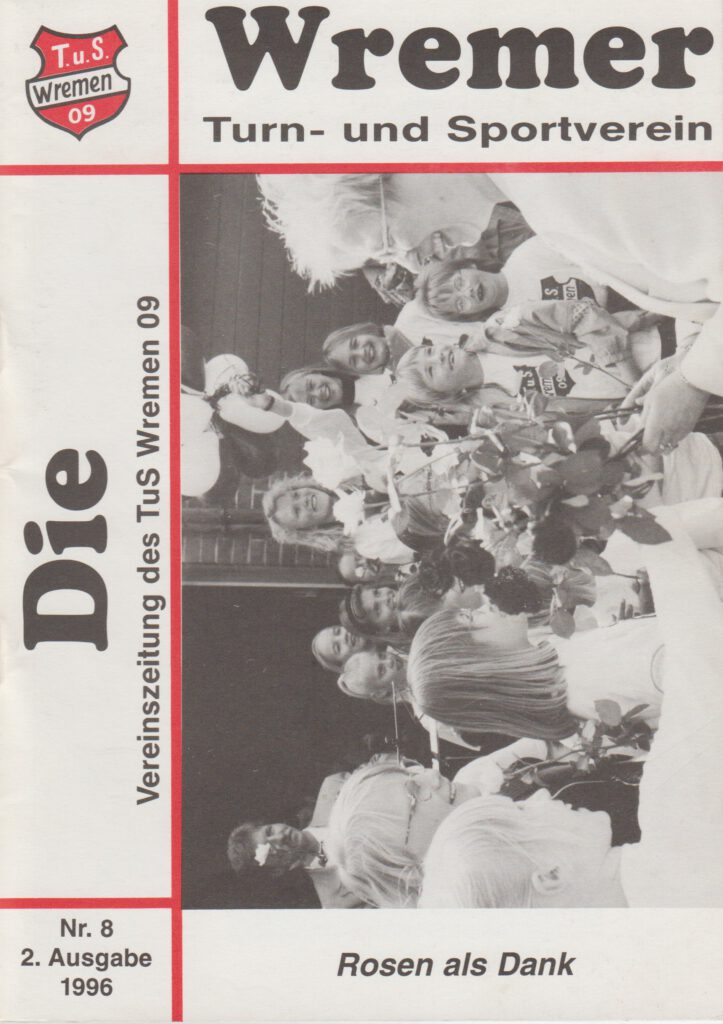 T.u.S.
Wremen
09
Die
Wremer
Turn- und Sportverein
Vereinszeitung des TuS Wremen 09
Nr. 8
2. Ausgabe
1996
Rosen als Dank